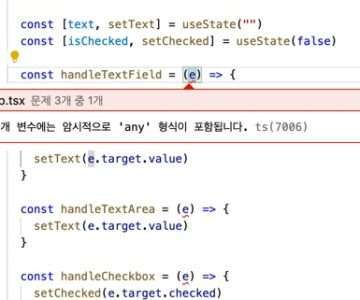 const [text, setText] = useState("")
const [isChecked, setChecked] = useState(false)
const handleTextField = (e) => {
.tsx 문제 3개 중 1개
개 변수에는 암시적으로 'any' 형식이 포함됩니다. ts(7006)
setText(e.target.value)
}
const handleTextArea = (e) => {
setText(e.target.value)
}
const handleCheckbox = (e) => {
setChecked(e.target.checked)